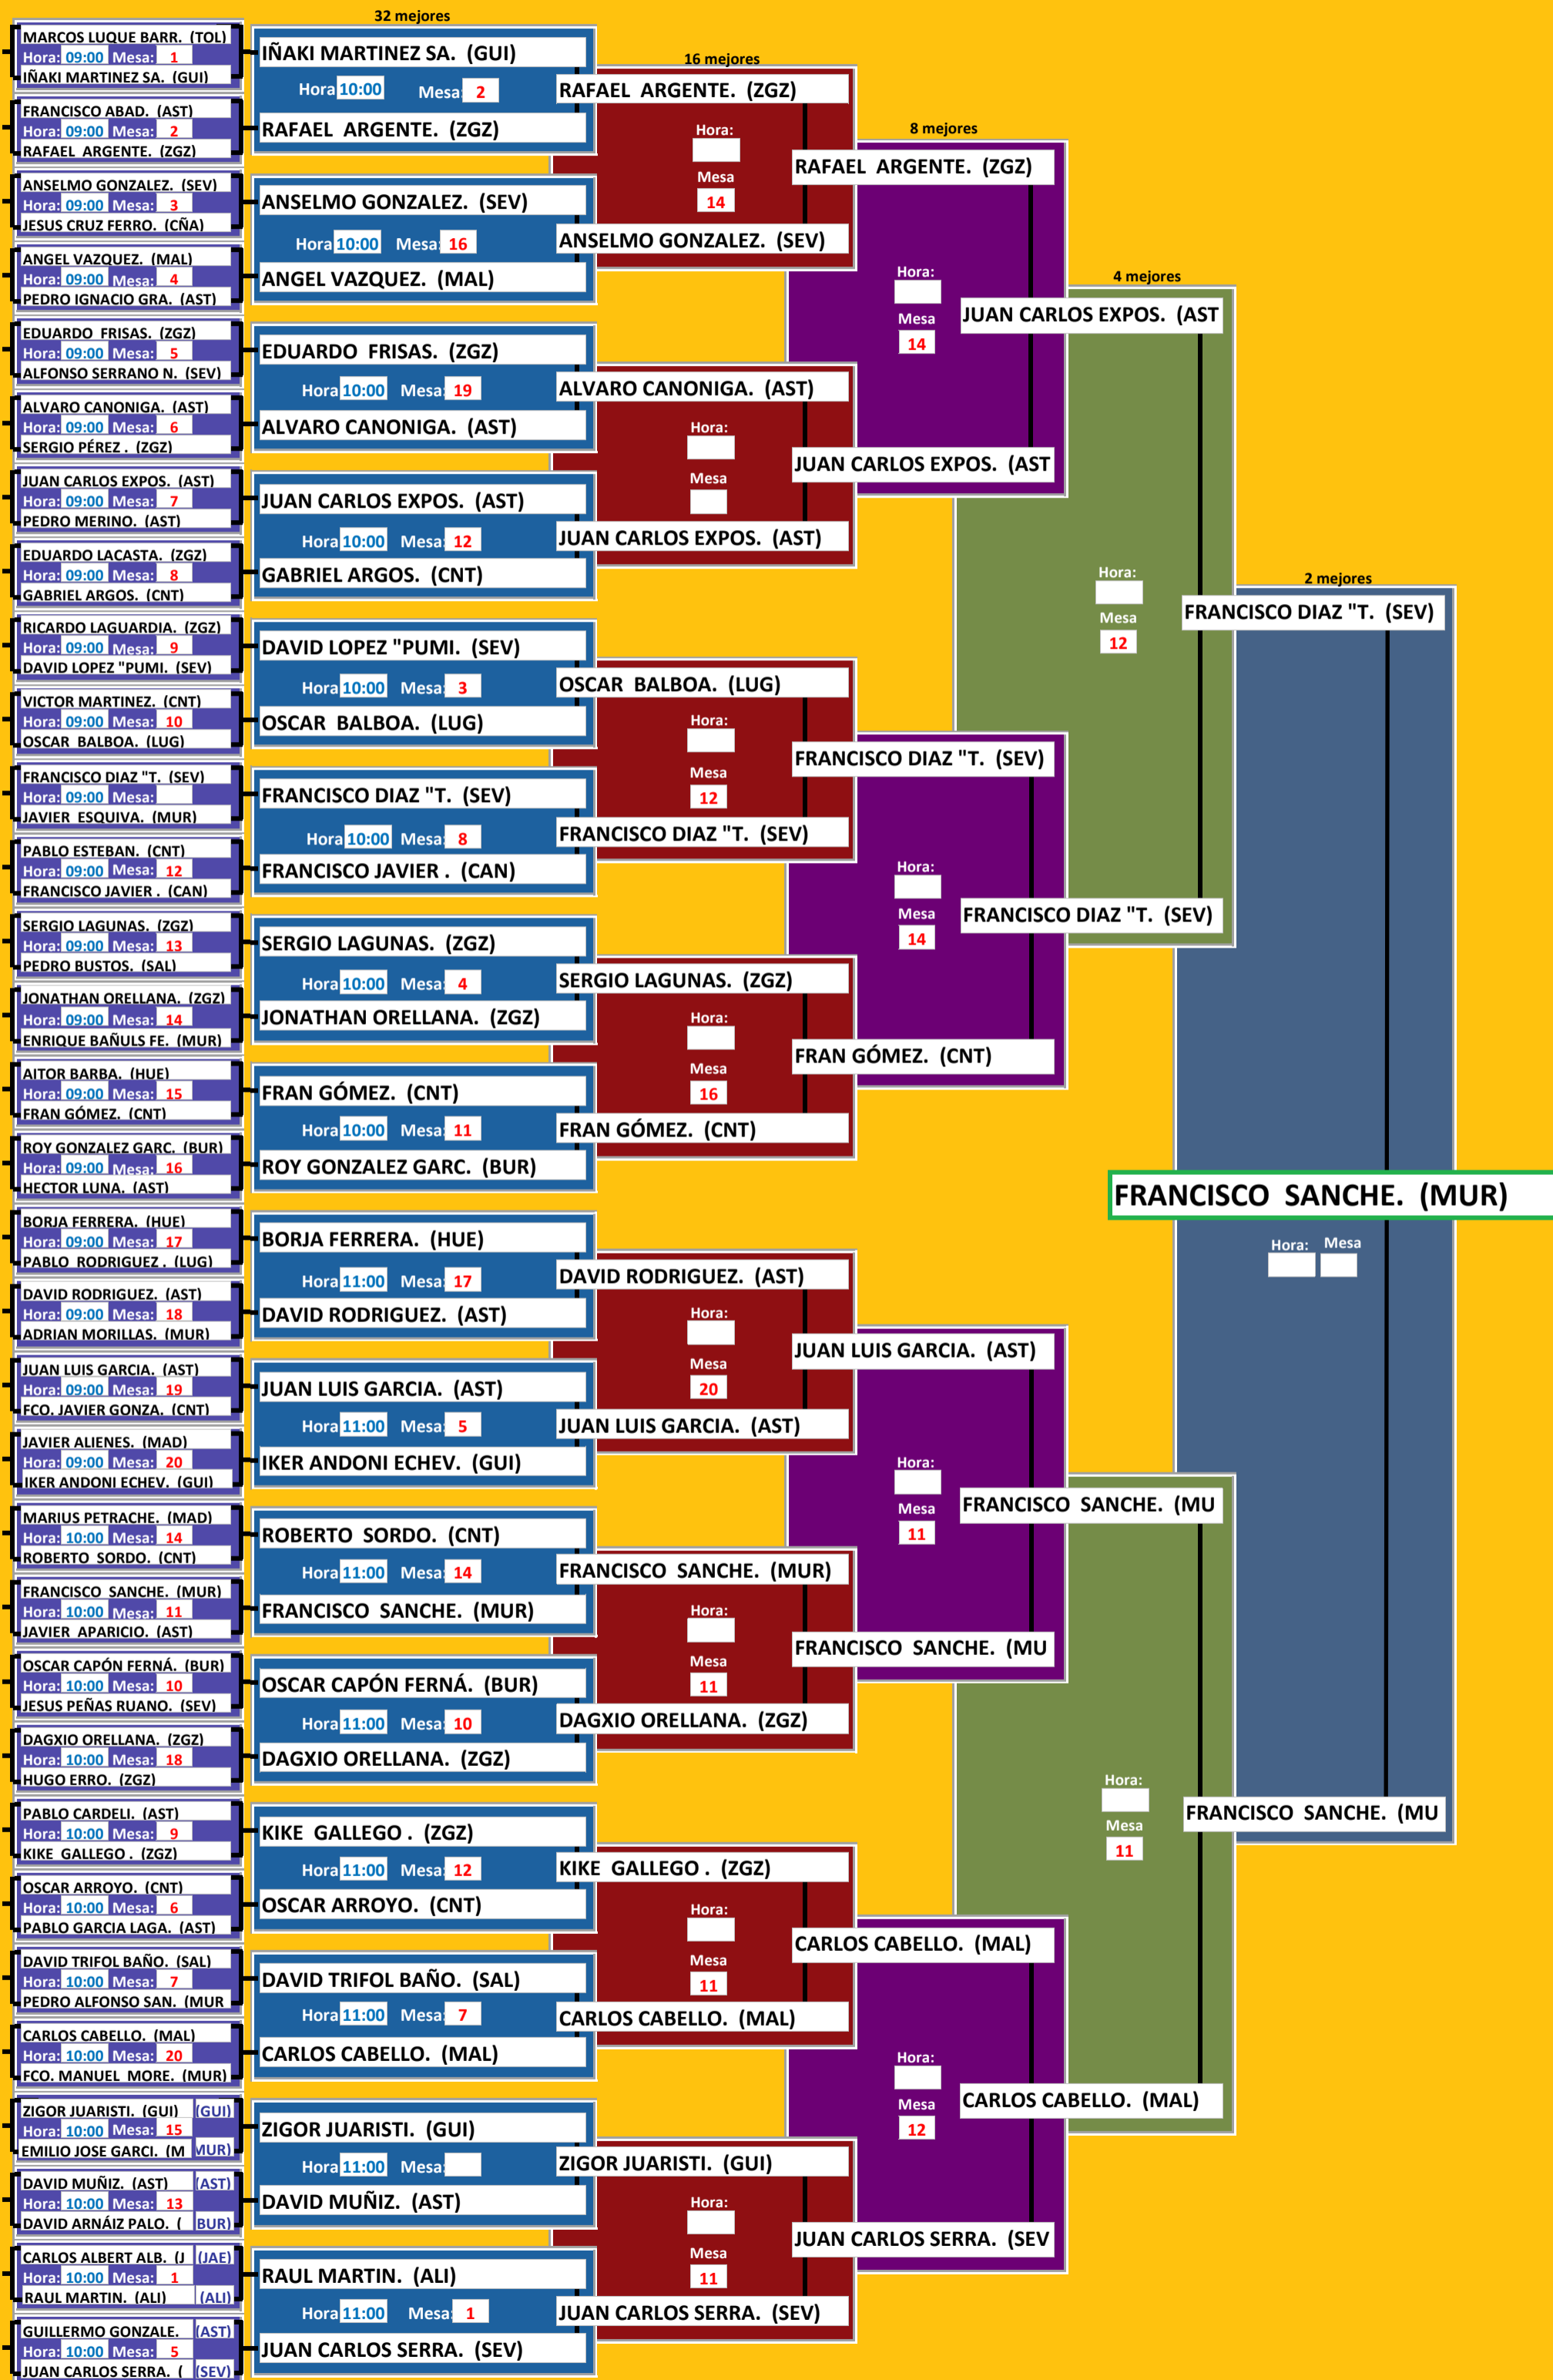 32 mejores
MARCOS LUQUE BARR. (TOL)
Hora: 09:00 Mesa: 1
IÑAKI MARTINEZ SA. (GUI)
FRANCISCO ABAD. (AST)
Hora: 09:00 Mesa: 2
RAFAEL ARGENTE. (ZGZ)
ANSELMO GONZALEZ. (SEV)
Hora: 09:00 Mesa: 3
JESUS CRUZ FERRO. (CÑA)
ANGEL VAZQUEZ. (MAL)
Hora: 09:00 Mesa: 4
PEDRO IGNACIO GRA. (AST)
EDUARDO FRISAS. (ZGZ)
Hora: 09:00 Mesa: 5
ALFONSO SERRANO N. (SEV)
ALVARO CANONIGA. (AST)
Hora: 09:00 Mesa: 6
SERGIO PÉREZ . (ZGZ)
JUAN CARLOS EXPOS. (AST)
Hora: 09:00 Mesa: 7
PEDRO MERINO. (AST)
EDUARDO LACASTA. (ZGZ)
Hora: 09:00 Mesa: 8
GABRIEL ARGOS. (CNT)
RICARDO LAGUARDIA. (ZGZ)
Hora: 09:00 Mesa: 9
DAVID LOPEZ "PUMI. (SEV)
VICTOR MARTINEZ. (CNT)
Hora: 09:00 Mesa: 10
OSCAR BALBOA. (LUG)
FRANCISCO DIAZ "T. (SEV)
Hora: 09:00 Mesa:
JAVIER ESQUIVA. (MUR)
PABLO ESTEBAN. (CNT)
Hora: 09:00 Mesa: 12
FRANCISCO JAVIER . (CAN)
SERGIO LAGUNAS. (ZGZ)
Hora: 09:00 Mesa: 13
PEDRO BUSTOS. (SAL)
JONATHAN ORELLANA. (ZGZ)
Hora: 09:00 Mesa: 14
ENRIQUE BAÑULS FE. (MUR)
AITOR BARBA. (HUE)
Hora: 09:00 Mesa: 15
FRAN GÓMEZ. (CNT)
ROY GONZALEZ GARC. (BUR)
Hora: 09:00 Mesa: 16
HECTOR LUNA. (AST)
BORJA FERRERA. (HUE)
Hora: 09:00 Mesa: 17
PABLO RODRIGUEZ . (LUG)
DAVID RODRIGUEZ. (AST)
Hora: 09:00 Mesa: 18
ADRIAN MORILLAS. (MUR)
JUAN LUIS GARCIA. (AST)
Hora: 09:00 Mesa: 19
FCO. JAVIER GONZA. (CNT)
JAVIER ALIENES. (MAD)
Hora: 09:00 Mesa: 20
IKER ANDONI ECHEV. (GUI)
MARIUS PETRACHE. (MAD)
Hora: 10:00 Mesa: 14
ROBERTO SORDO. (CNT)
FRANCISCO SANCHE. (MUR)
Hora: 10:00 Mesa: 11
JAVIER APARICIO. (AST)
OSCAR CAPÓN FERNÁ. (BUR)
Hora: 10:00 Mesa: 10
JESUS PEÑAS RUANO. (SEV)
DAGXIO ORELLANA. (ZGZ)
Hora: 10:00 Mesa: 18
HUGO ERRO. (ZGZ)
PABLO CARDELI. (AST)
Hora: 10:00 Mesa: 9
KIKE GALLEGO . (ZGZ)
OSCAR ARROYO. (CNT)
Hora: 10:00 Mesa: 6
PABLO GARCIA LAGA. (AST)
DAVID TRIFOL BAÑO. (SAL)
Hora: 10:00 Mesa: 7
PEDRO ALFONSO SAN. (MUR
CARLOS CABELLO. (MAL)
Hora: 10:00 Mesa: 20
FCO. MANUEL MORE. (MUR)
ZIGOR JUARISTI. (GUI) (GUI)
Hora: 10:00 Mesa: 15
EMILIO JOSE GARCI. (M MUR)
DAVID MUÑIZ. (AST) (AST)
Hora: 10:00 Mesa: 13
DAVID ARNÁIZ PALO. ( BUR)
CARLOS ALBERT ALB. (J (JAE)
Hora: 10:00 Mesa: 1
RAUL MARTIN. (ALI) (ALI)
GUILLERMO GONZALE. (AST)
Hora: 10:00 Mesa: 5
JUAN CARLOS SERRA. ( (SEV)
IÑAKI MARTINEZ SA. (GUI)
Hora 10:00 Mesa: 2
RAFAEL ARGENTE. (ZGZ)
ANSELMO GONZALEZ. (SEV)
Hora 10:00 Mesa: 16
ANGEL VAZQUEZ. (MAL)
EDUARDO FRISAS. (ZGZ)
Hora 10:00 Mesa: 19
ALVARO CANONIGA. (AST)
JUAN CARLOS EXPOS. (AST)
Hora 10:00 Mesa: 12
GABRIEL ARGOS. (CNT)
DAVID LOPEZ "PUMI. (SEV)
Hora 10:00 Mesa: 3
OSCAR BALBOA. (LUG)
FRANCISCO DIAZ "T. (SEV)
Hora 10:00 Mesa: 8
FRANCISCO JAVIER . (CAN)
SERGIO LAGUNAS. (ZGZ)
Hora 10:00 Mesa: 4
JONATHAN ORELLANA. (ZGZ)
FRAN GÓMEZ. (CNT)
Hora 10:00 Mesa: 11
ROY GONZALEZ GARC. (BUR)
BORJA FERRERA. (HUE)
Hora 11:00 Mesa: 17
DAVID RODRIGUEZ. (AST)
JUAN LUIS GARCIA. (AST)
Hora 11:00 Mesa: 5
IKER ANDONI ECHEV. (GUI)
ROBERTO SORDO. (CNT)
Hora 11:00 Mesa: 14
FRANCISCO SANCHE. (MUR)
OSCAR CAPÓN FERNÁ. (BUR)
Hora 11:00 Mesa: 10
DAGXIO ORELLANA. (ZGZ)
KIKE GALLEGO . (ZGZ)
Hora 11:00 Mesa: 12
OSCAR ARROYO. (CNT)
DAVID TRIFOL BAÑO. (SAL)
Hora 11:00 Mesa: 7
CARLOS CABELLO. (MAL)
ZIGOR JUARISTI. (GUI)
Hora 11:00 Mesa:
DAVID MUÑIZ. (AST)
RAUL MARTIN. (ALI)
Hora 11:00 Mesa: 1
JUAN CARLOS SERRA. (SEV)
16 mejores
RAFAEL ARGENTE. (ZGZ)
Hora:
Mesa
14
ANSELMO GONZALEZ. (SEV)
ALVARO CANONIGA. (AST)
Hora:
Mesa
JUAN CARLOS EXPOS. (AST)
OSCAR BALBOA. (LUG)
Hora:
Mesa
12
FRANCISCO DIAZ "T. (SEV)
SERGIO LAGUNAS. (ZGZ)
Hora:
Mesa
16
FRAN GÓMEZ. (CNT)
DAVID RODRIGUEZ. (AST)
Hora:
Mesa
20
JUAN LUIS GARCIA. (AST)
FRANCISCO SANCHE. (MUR)
Hora:
Mesa
11
DAGXIO ORELLANA. (ZGZ)
KIKE GALLEGO . (ZGZ)
Hora:
Mesa
11
CARLOS CABELLO. (MAL)
ZIGOR JUARISTI. (GUI)
Hora:
Mesa
11
JUAN CARLOS SERRA. (SEV)
8 mejores
RAFAEL ARGENTE. (ZGZ)
Hora:
Mesa
14
JUAN CARLOS EXPOS. (AST
FRANCISCO DIAZ "T. (SEV)
Hora:
Mesa
14
FRAN GÓMEZ. (CNT)
JUAN LUIS GARCIA. (AST)
Hora:
Mesa
11
FRANCISCO SANCHE. (MU
CARLOS CABELLO. (MAL)
Hora:
Mesa
12
JUAN CARLOS SERRA. (SEV
4 mejores
JUAN CARLOS EXPOS. (AST
Hora:
Mesa
12
FRANCISCO DIAZ "T. (SEV)
FRANCISCO SANCHE. (MU
Hora:
Mesa
11
CARLOS CABELLO. (MAL)
2 mejores
FRANCISCO DIAZ "T. (SEV)
FRANCISCO SANCHE. (MUR)
Hora: Mesa
FRANCISCO SANCHE. (MU